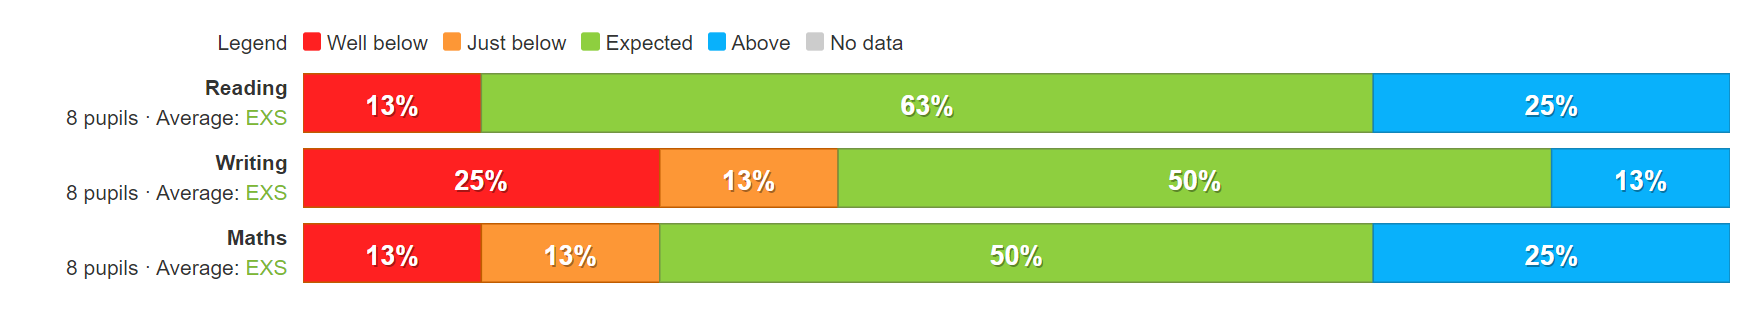 Legend Well below Just below Expected Above No data
Reading
8 pupils · Average: EXS
13% 63% 25%
Writing
8 pupils · Average: EXS
25% 13% 50% 13%
Maths
8 pupils · Average: EXS
13% 13% 50% 25%